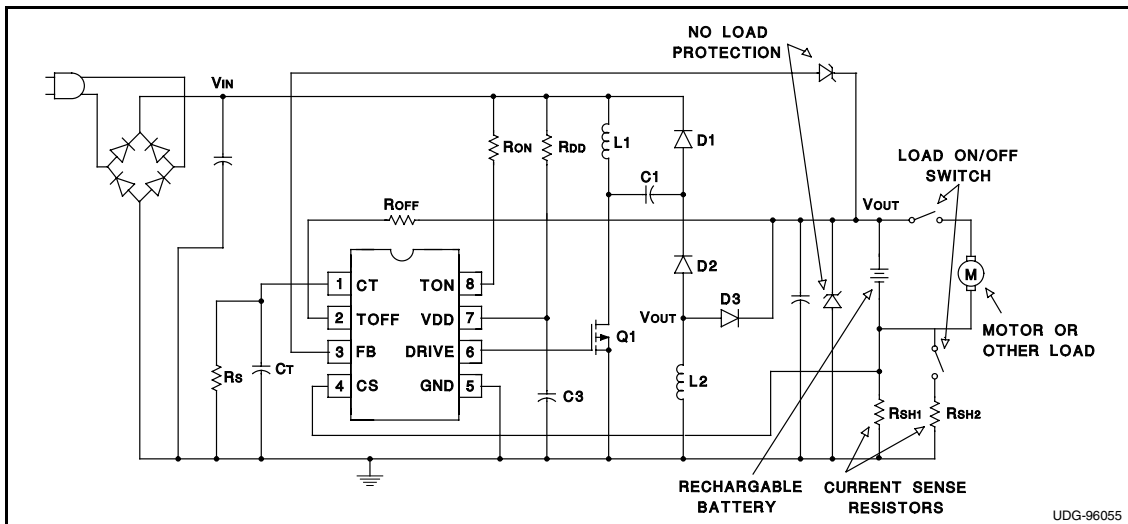 NO LOAD
PROTECTION
VIN
RON
RDD
L1
D1
C1
LOAD ON/OFF
SWITCH
ROFF
VOUT
1 CT
TON 8
2 TOFF
VDD 7
3 FB
DRIVE 6
4 CS
GND 5
D2
VOUT
D3
Q1
M
MOTOR OR
OTHER LOAD
RS
CT
C3
L2
RSH1
RSH2
RECHARGABLE
BATTERY
CURRENT SENSE
RESISTORS
UDG-96055